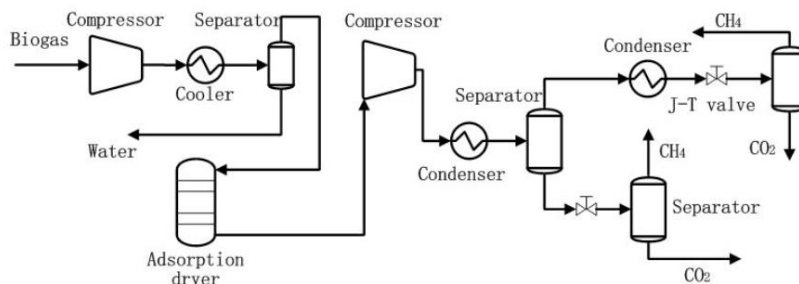 Compressor
Separator
Compressor
CH4
Condenser
Biogas
Cooler
Separator
J-T valve
Water
Condenser
CH4
CO2
Separator
Adsorption
dryer
CO2